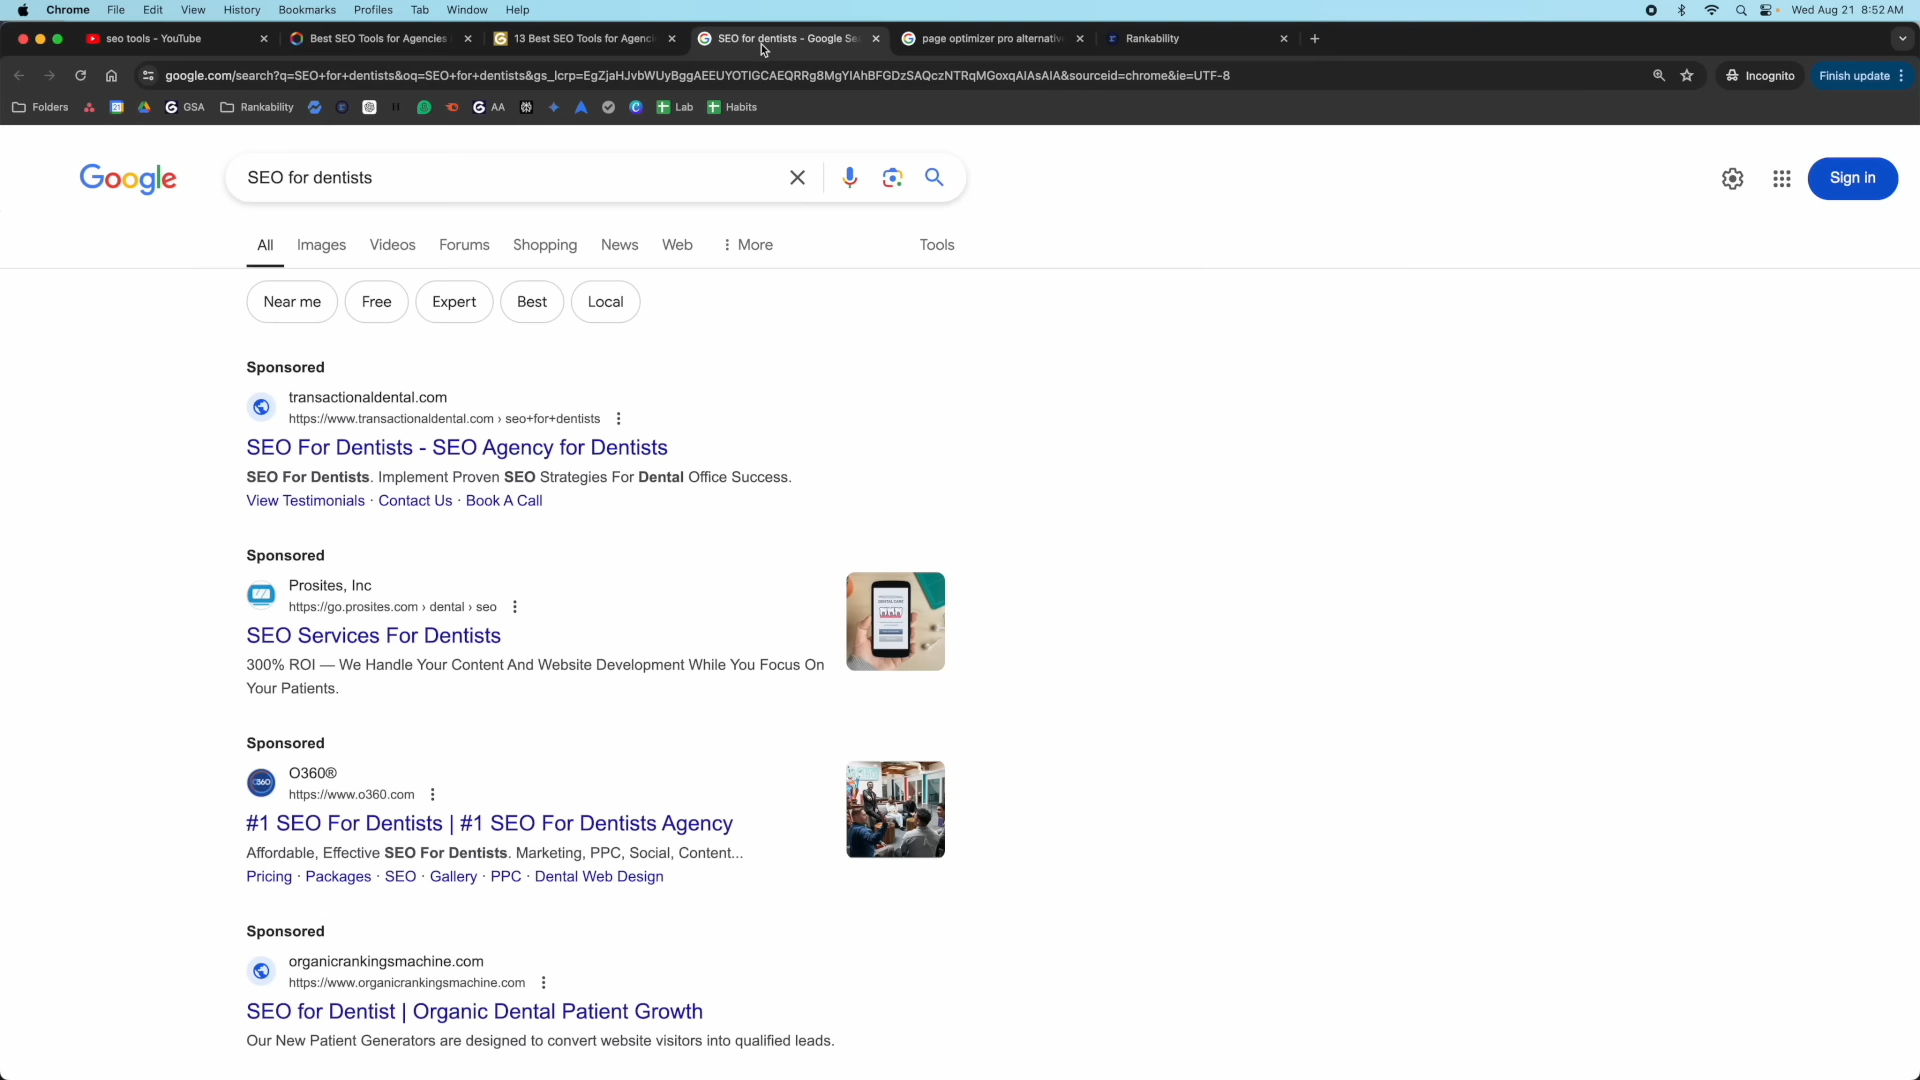 Chrome File Edit View History Bookmarks Profiles Tab Window Help Wed Aug 21 8:52 AM
seo tools - YouTube Best SEO Tools for Agencies 13 Best SEO Tools for Agenci SEO for dentists - Google Se page optimizer pro alternativ Rankability
google.com/search?q=SEO+for+dentists&oq=SEO+for+dentists&gs_lcrp=EgZjaHJvbWUyBggAEEUYOTIGCAEQRRg8MgYIAhBFGDzSAQczNTRqMGoxqAIAsAIA&sourceid=chrome&ie=UTF-8 Incognito Finish update
Folders GSA Rankability AA Lab Habits
Google SEO for dentists Sign in
All Images Videos Forums Shopping News Web More Tools
Near me Free Expert Best Local
Sponsored
transactionaldental.com
https://www.transactionaldental.com › seo+for+dentists
SEO For Dentists - SEO Agency for Dentists
SEO For Dentists. Implement Proven SEO Strategies For Dental Office Success.
View Testimonials · Contact Us · Book A Call
Sponsored
Prosites, Inc
https://go.prosites.com › dental › seo
SEO Services For Dentists
300% ROI — We Handle Your Content And Website Development While You Focus On
Your Patients.
Sponsored
O360®
https://www.o360.com
#1 SEO For Dentists | #1 SEO For Dentists Agency
Affordable, Effective SEO For Dentists. Marketing, PPC, Social, Content...
Pricing · Packages · SEO · Gallery · PPC · Dental Web Design
Sponsored
organicrankingsmachine.com
https://www.organicrankingsmachine.com
SEO for Dentist | Organic Dental Patient Growth
Our New Patient Generators are designed to convert website visitors into qualified leads.